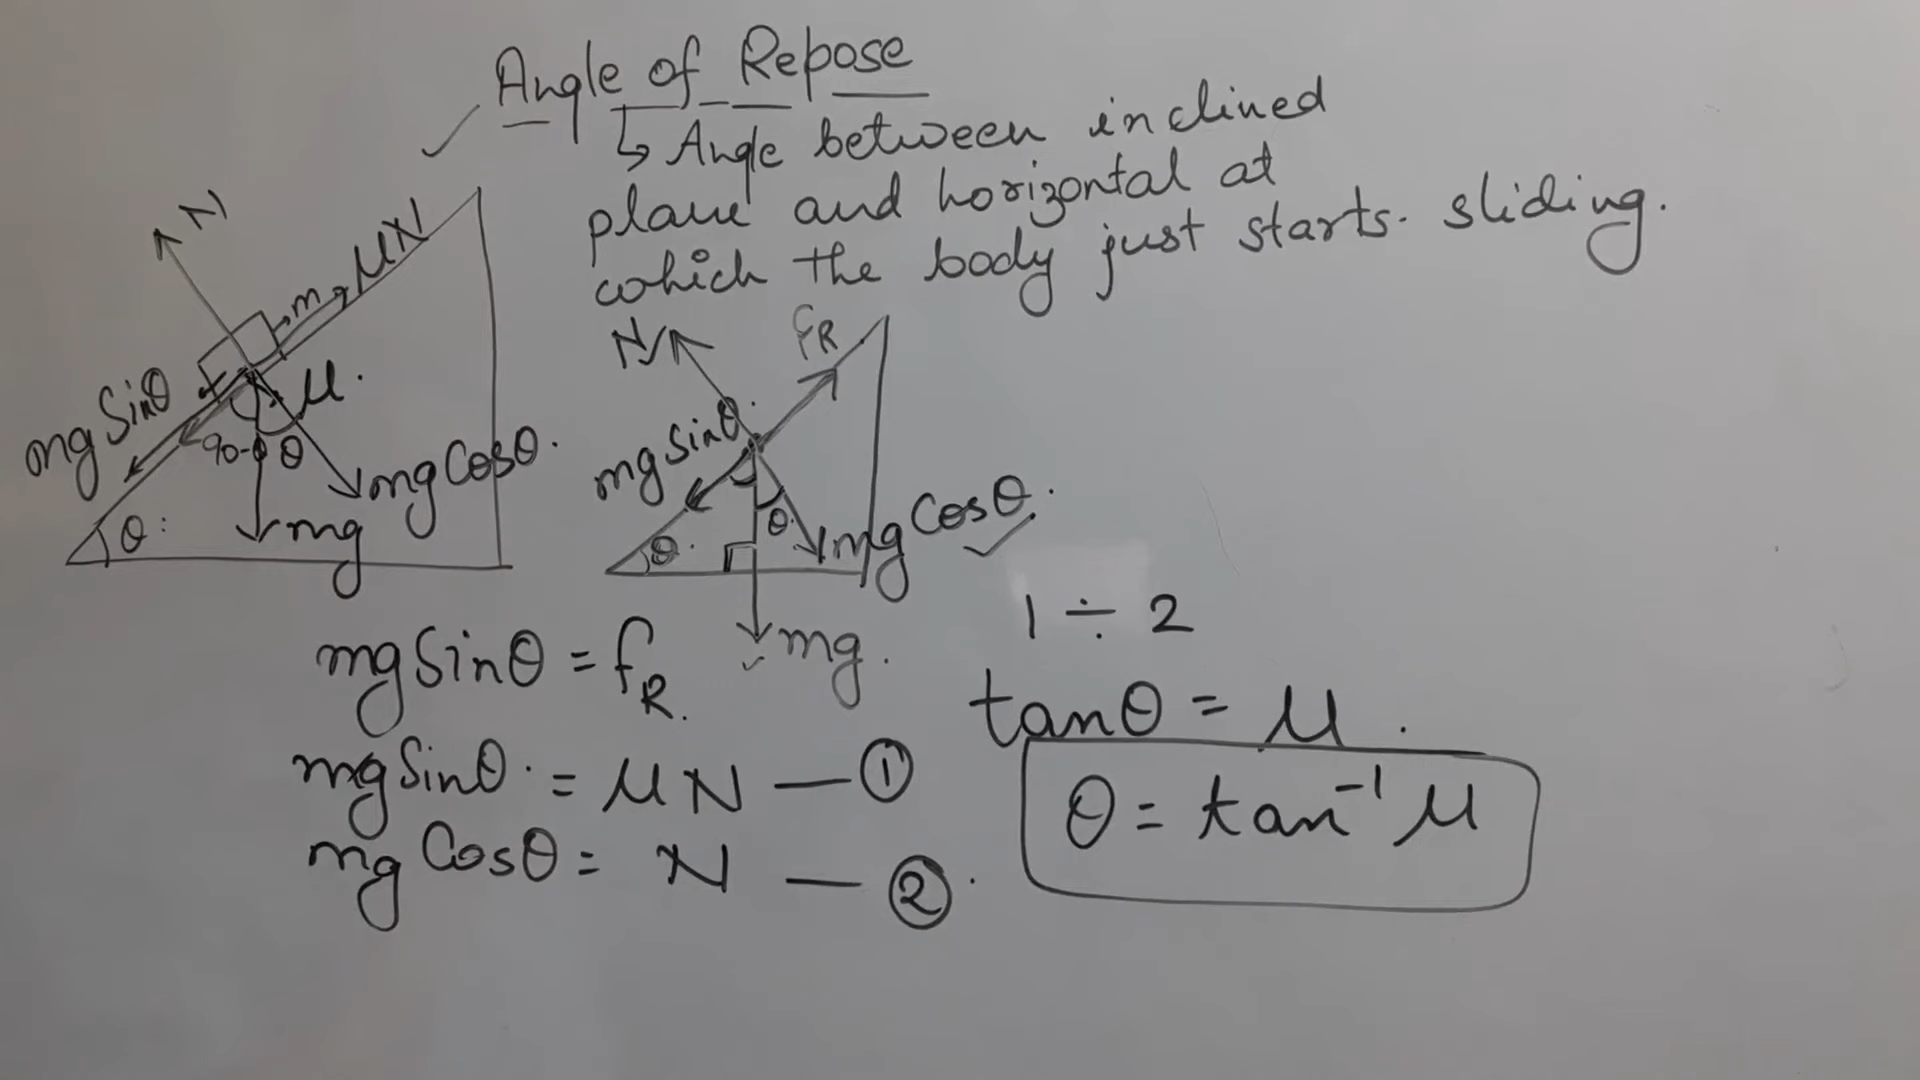 Angle of Repose
↳ Angle between inclined
plane and horizontal at
which the body just starts. sliding.
N
μN
m
mg Sinθ
μ.
90-θ
θ
mg Cosθ.
θ:
mg
N
fR
mg Sinθ.
θ.
θ.
mg Cosθ.
mg.
mg Sinθ = fR.
mg Sinθ. = μN — ①
mg Cosθ = N — ②.
1 ÷ 2
tanθ = μ.
θ = tan⁻¹ μ